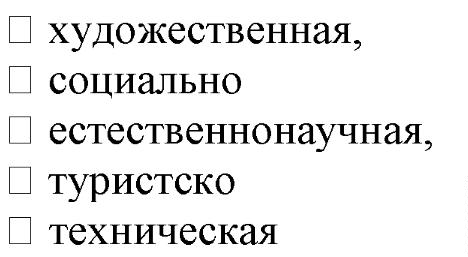 □ художественная,
□ социально
□ естественнонаучная,
□ туристско
□ техническая